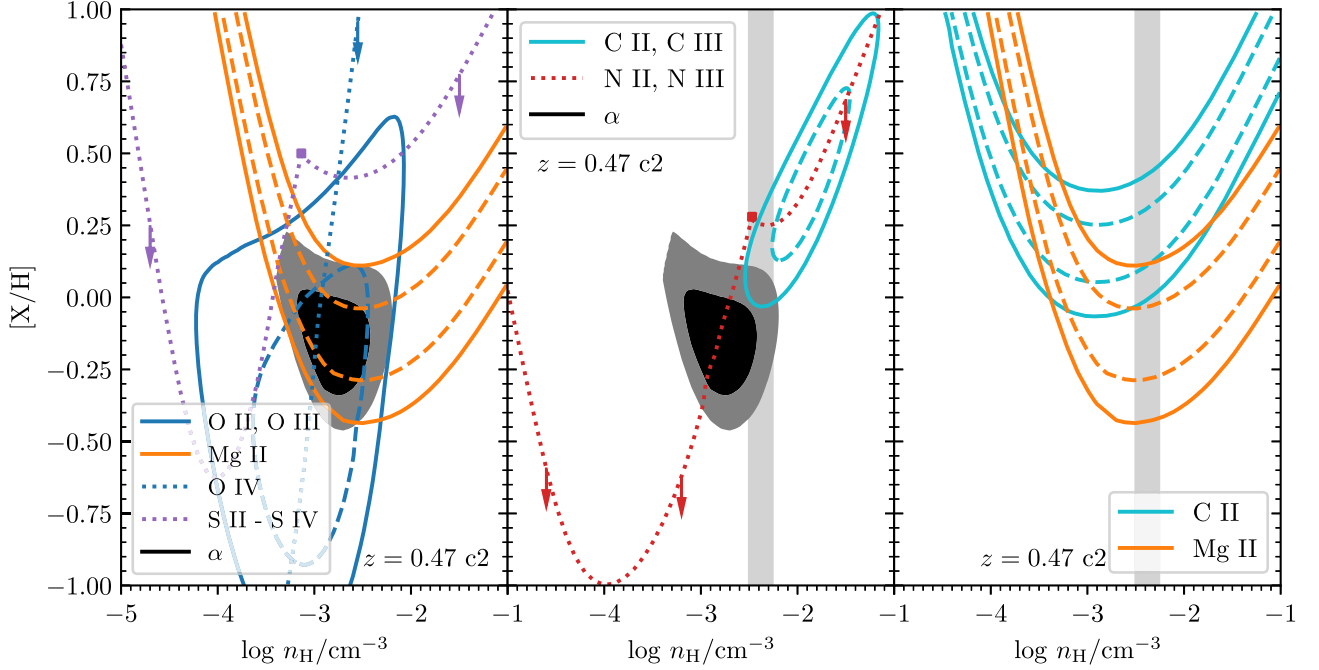 1.00
0.75
0.50
0.25
0.00
−0.25
−0.50
−0.75
−1.00
[X/H]
O II, O III
Mg II
O IV
S II - S IV
α
z = 0.47 c2
−5
−4
−3
−2
−1
log nH/cm−3
C II, C III
N II, N III
α
z = 0.47 c2
−4
−3
−2
−1
log nH/cm−3
C II
Mg II
z = 0.47 c2
−4
−3
−2
−1
log nH/cm−3